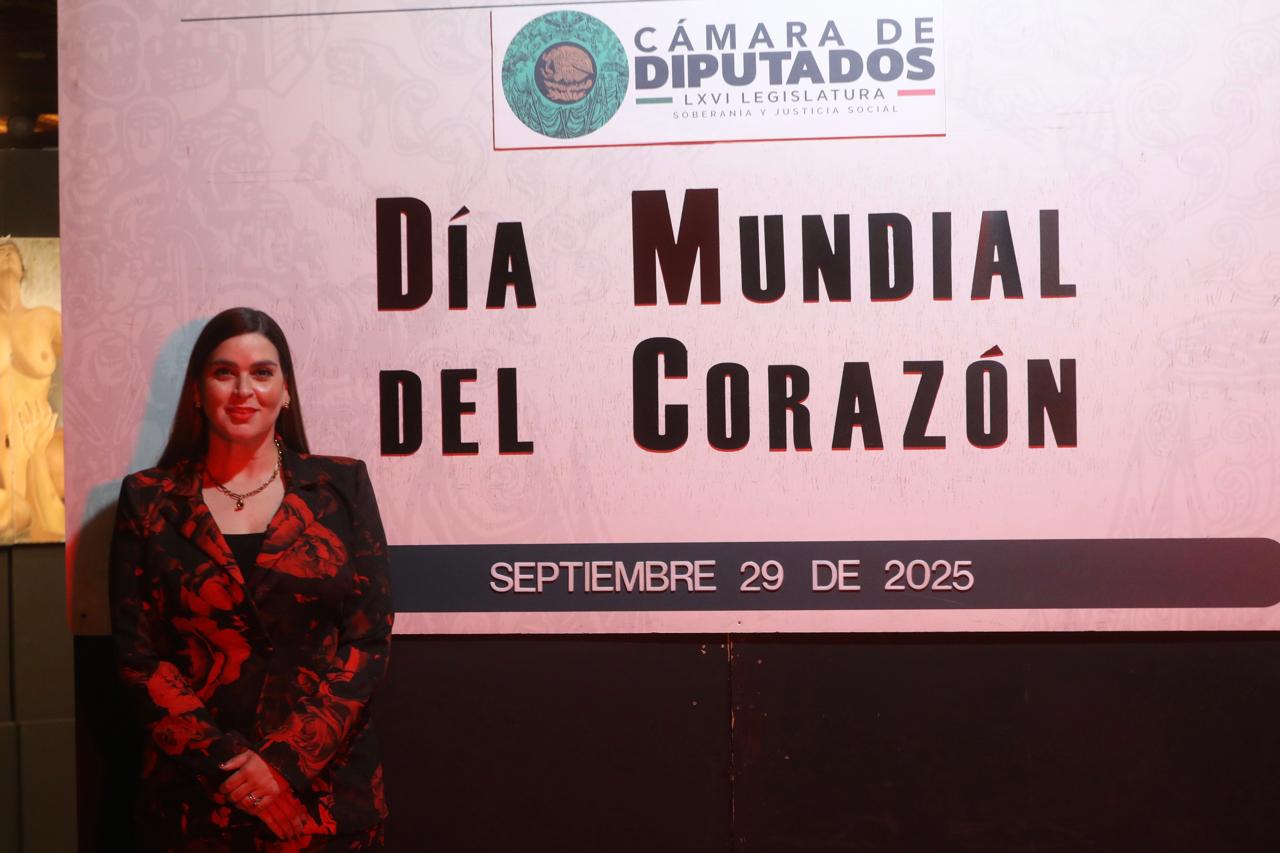 CÁMARA DE
DIPUTADOS
LXVI LEGISLATURA
SOBERANÍA Y JUSTICIA SOCIAL
DÍA MUNDIAL
DEL CORAZÓN
SEPTIEMBRE 29 DE 2025